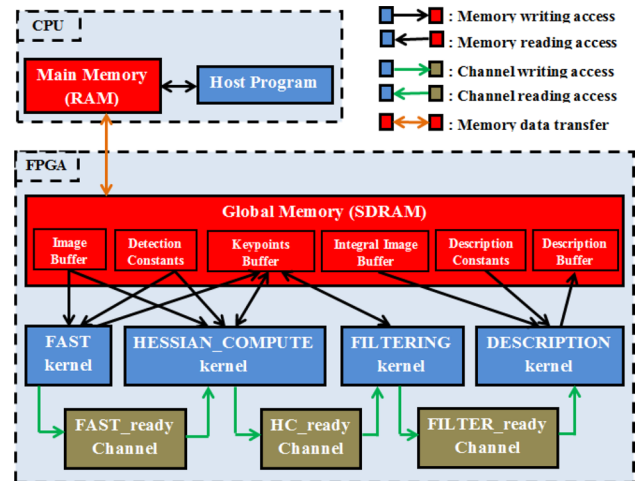 CPU
Main Memory
(RAM)
Host Program
: Memory writing access
: Memory reading access
: Channel writing access
: Channel reading access
: Memory data transfer
FPGA
Global Memory (SDRAM)
Image
Buffer
Detection
Constants
Keypoints
Buffer
Integral Image
Buffer
Description
Constants
Description
Buffer
FAST
kernel
HESSIAN_COMPUTE
kernel
FILTERING
kernel
DESCRIPTION
kernel
FAST_ready
Channel
HC_ready
Channel
FILTER_ready
Channel